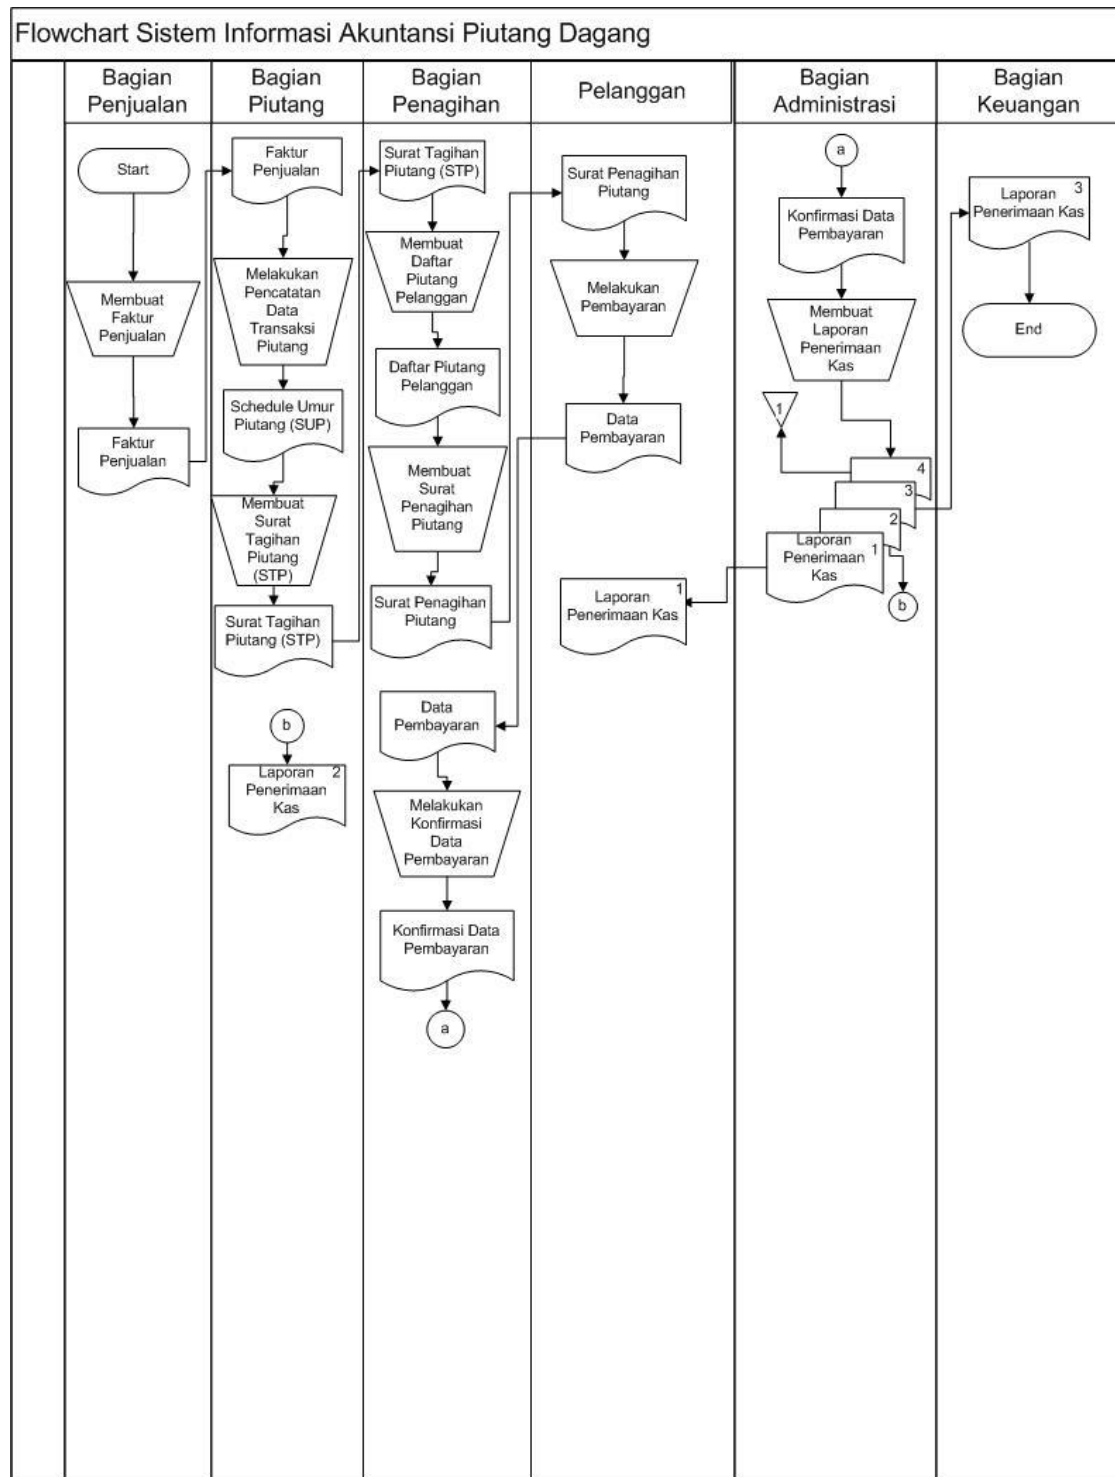 Flowchart Sistem Informasi Akuntansi Piutang Dagang
Bagian
Penjualan
Bagian
Piutang
Bagian
Penagihan
Pelanggan
Bagian
Administrasi
Bagian
Keuangan
Start
Membuat
Faktur
Penjualan
Faktur
Penjualan
Faktur
Penjualan
Melakukan
Pencatatan
Data
Transaksi
Piutang
Schedule Umur
Piutang (SUP)
Membuat
Surat
Tagihan
Piutang
(STP)
Surat Tagihan
Piutang (STP)
b
Laporan 2
Penerimaan
Kas
Surat Tagihan
Piutang (STP)
Membuat
Daftar
Piutang
Pelanggan
Daftar Piutang
Pelanggan
Membuat
Surat
Penagihan
Piutang
Surat Penagihan
Piutang
Data
Pembayaran
Melakukan
Konfirmasi
Data
Pembayaran
Konfirmasi Data
Pembayaran
a
Surat Penagihan
Piutang
Melakukan
Pembayaran
Data
Pembayaran
Laporan 1
Penerimaan Kas
a
Konfirmasi Data
Pembayaran
Membuat
Laporan
Penerimaan
Kas
1
4
3
2
Laporan 1
Penerimaan
Kas
b
Laporan 3
Penerimaan Kas
End